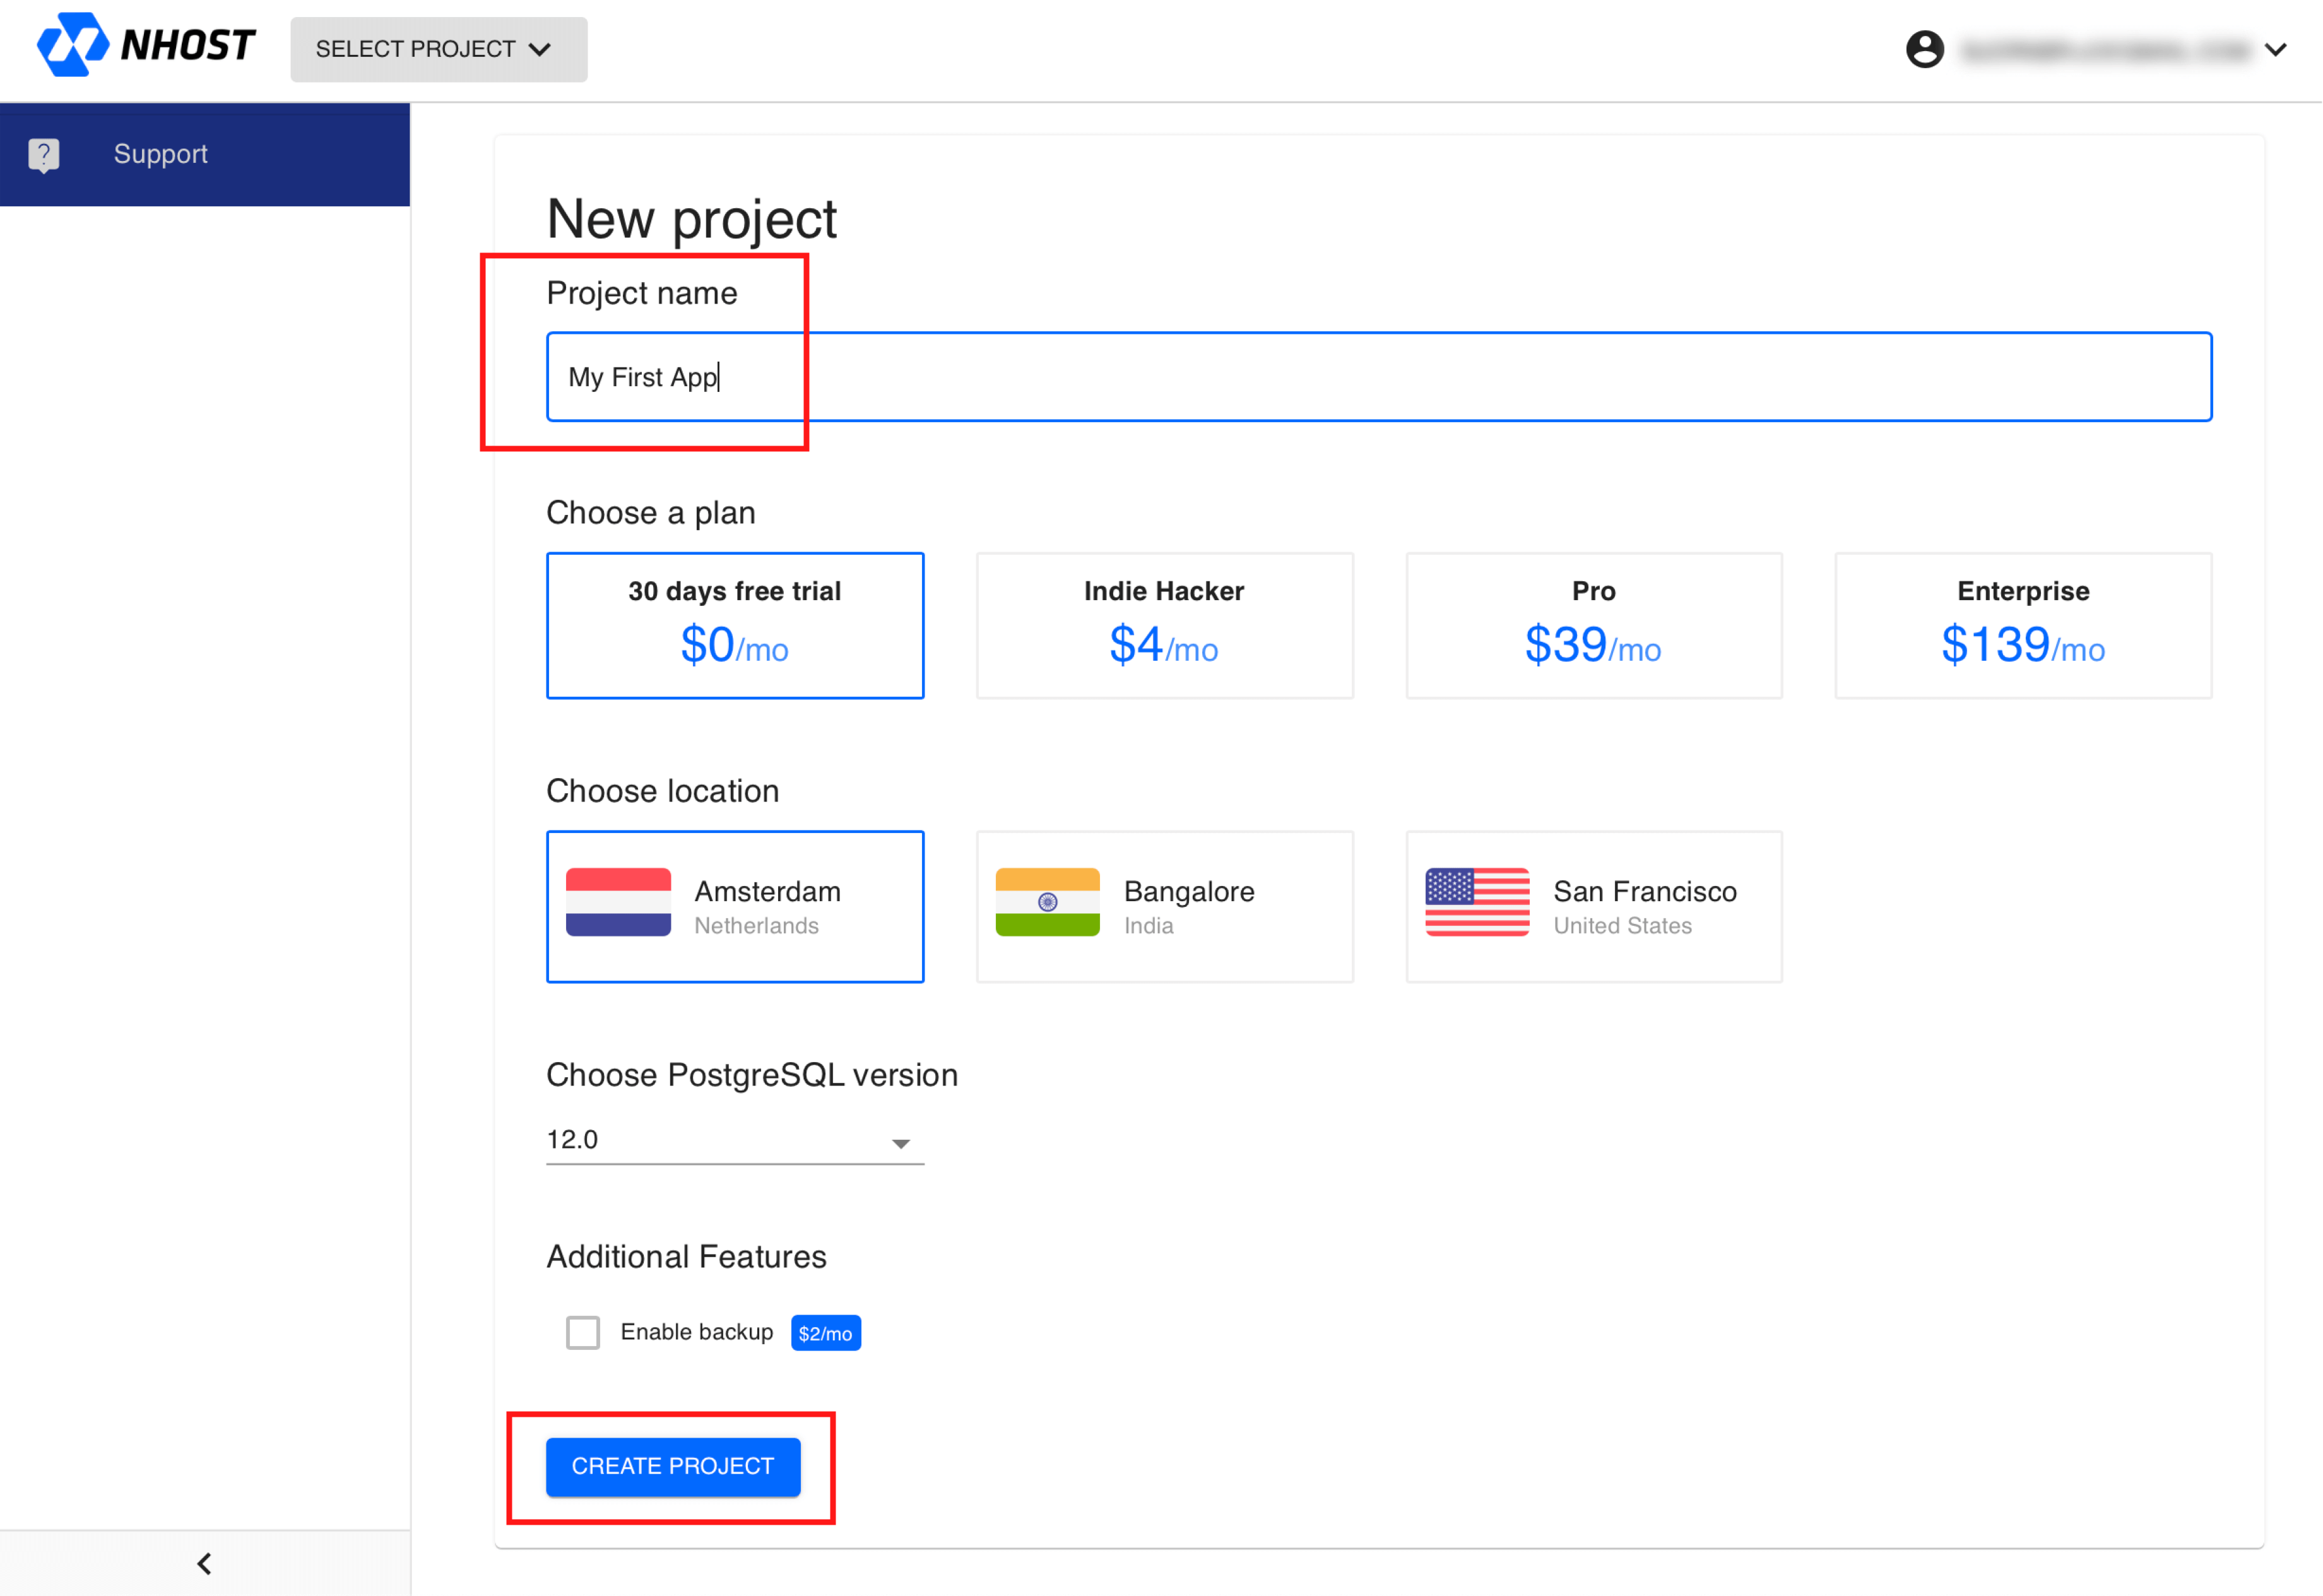 NHOST
SELECT PROJECT
Support
New project
Project name
My First App
Choose a plan
30 days free trial
$0/mo
Indie Hacker
$4/mo
Pro
$39/mo
Enterprise
$139/mo
Choose location
Amsterdam
Netherlands
Bangalore
India
San Francisco
United States
Choose PostgreSQL version
12.0
Additional Features
Enable backup $2/mo
CREATE PROJECT